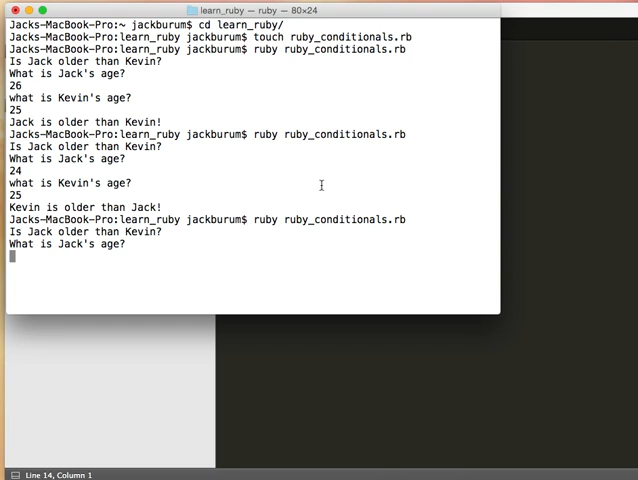 learn_ruby — ruby — 80×24
Jacks-MacBook-Pro:~ jackburum$ cd learn_ruby/
Jacks-MacBook-Pro:learn_ruby jackburum$ touch ruby_conditionals.rb
Jacks-MacBook-Pro:learn_ruby jackburum$ ruby ruby_conditionals.rb
Is Jack older than Kevin?
What is Jack's age?
26
what is Kevin's age?
25
Jack is older than Kevin!
Jacks-MacBook-Pro:learn_ruby jackburum$ ruby ruby_conditionals.rb
Is Jack older than Kevin?
What is Jack's age?
24
what is Kevin's age?
25
Kevin is older than Jack!
Jacks-MacBook-Pro:learn_ruby jackburum$ ruby ruby_conditionals.rb
Is Jack older than Kevin?
What is Jack's age?
Line 14, Column 1